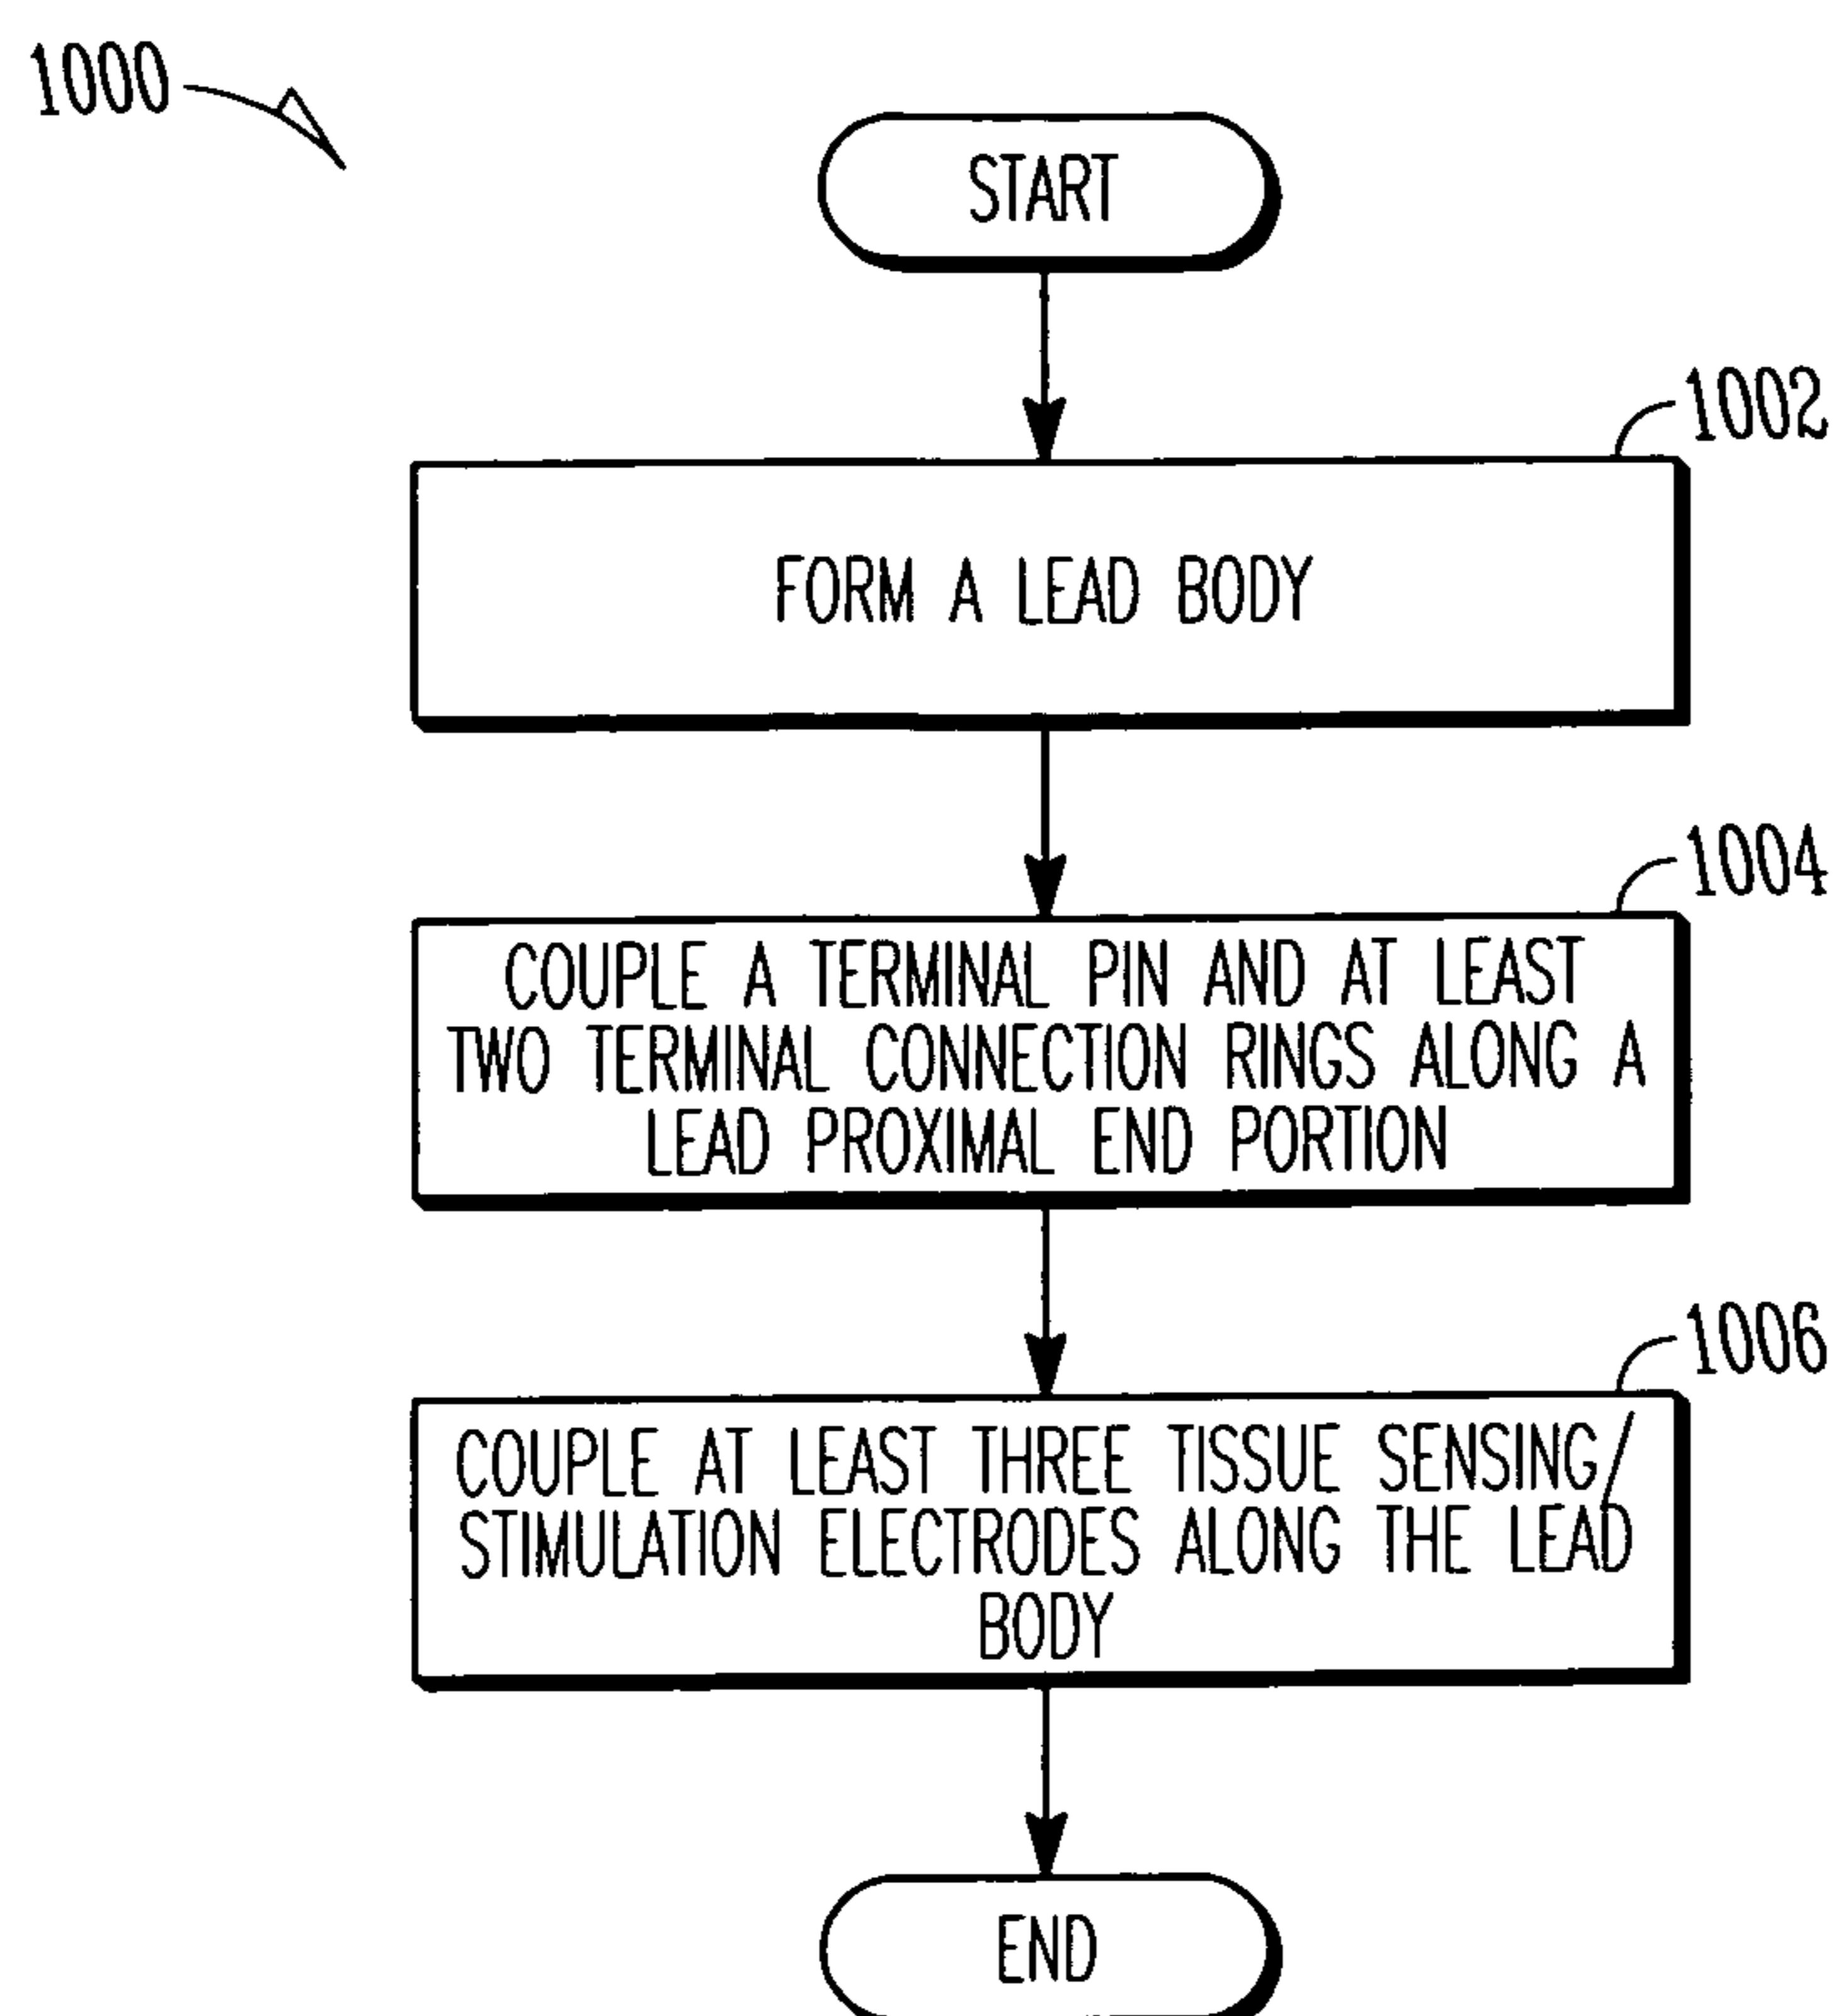 1000
START
1002
FORM A LEAD BODY
1004
COUPLE A TERMINAL PIN AND AT LEAST
TWO TERMINAL CONNECTION RINGS ALONG A
LEAD PROXIMAL END PORTION
1006
COUPLE AT LEAST THREE TISSUE SENSING/
STIMULATION ELECTRODES ALONG THE LEAD
BODY
END